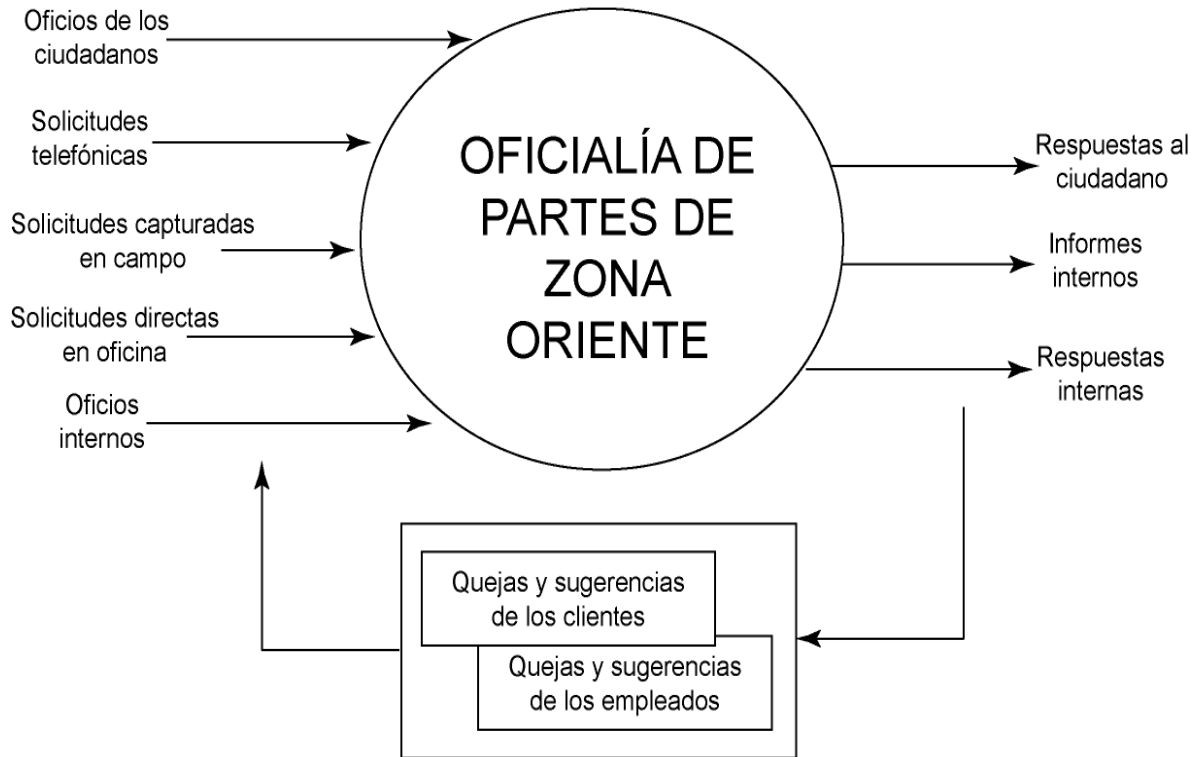 Oficios de los
ciudadanos
Solicitudes
telefónicas
Solicitudes capturadas
en campo
Solicitudes directas
en oficina
Oficios
internos
OFICIALÍA DE
PARTES DE
ZONA
ORIENTE
Respuestas al
ciudadano
Informes
internos
Respuestas
internas
Quejas y sugerencias
de los clientes
Quejas y sugerencias
de los empleados